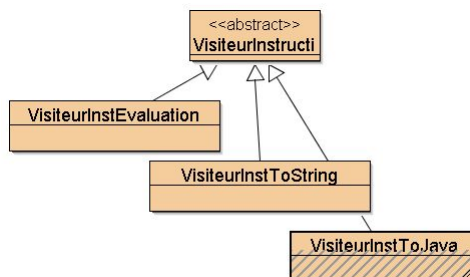 <<abstract>>
VisiteurInstructi
VisiteurInstEvaluation
VisiteurInstToString
VisiteurInstToJava